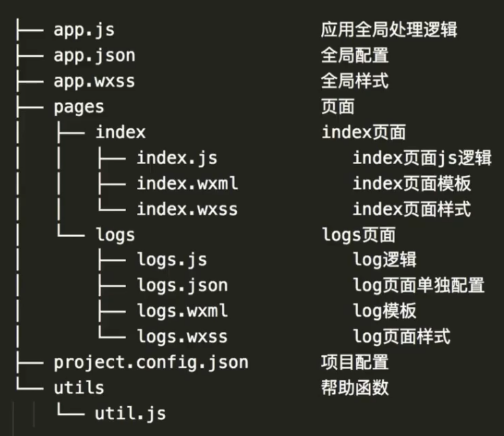 ├── app.js 应用全局处理逻辑
├── app.json 全局配置
├── app.wxss 全局样式
├── pages 页面
│   ├── index index页面
│   │   ├── index.js index页面js逻辑
│   │   ├── index.wxml index页面模板
│   │   └── index.wxss index页面样式
│   └── logs logs页面
│       ├── logs.js log逻辑
│       ├── logs.json log页面单独配置
│       ├── logs.wxml log模板
│       └── logs.wxss log页面样式
├── project.config.json 项目配置
└── utils 帮助函数
    └── util.js